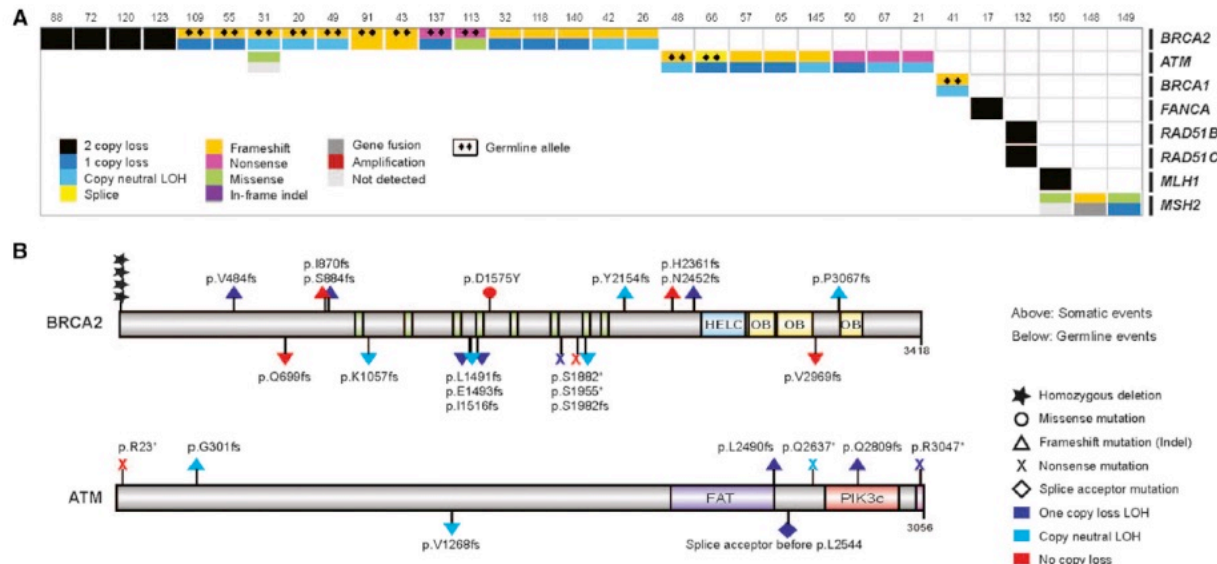 88 72 120 123 109 55 31 20 49 91 43 137 113 32 118 140 42 26 48 66 57 65 145 50 67 21 41 17 132 150 148 149
BRCA2
ATM
BRCA1
FANCA
RAD51B
RAD51C
MLH1
MSH2
2 copy loss
1 copy loss
Copy neutral LOH
Splice
Frameshift
Nonsense
Missense
In-frame indel
Gene fusion
Amplification
Not detected
Germline allele
A
B
p.V484fs
p.I870fs
p.S884fs
p.D1575Y
p.Y2154fs
p.H2361fs
p.N2452fs
p.P3067fs
BRCA2
HELC OB OB OB
3418
p.Q699fs
p.K1057fs
p.L1491fs
p.E1493fs
p.I1516fs
p.S1882*
p.S1955*
p.S1982fs
p.V2969fs
p.R23*
p.G301fs
p.L2490fs
p.Q2637*
p.Q2809fs
p.R3047*
ATM
FAT
PIK3c
3056
p.V1268fs
Splice acceptor before p.L2544
Above: Somatic events
Below: Germline events
Homozygous deletion
Missense mutation
Frameshift mutation (Indel)
Nonsense mutation
Splice acceptor mutation
One copy loss LOH
Copy neutral LOH
No copy loss